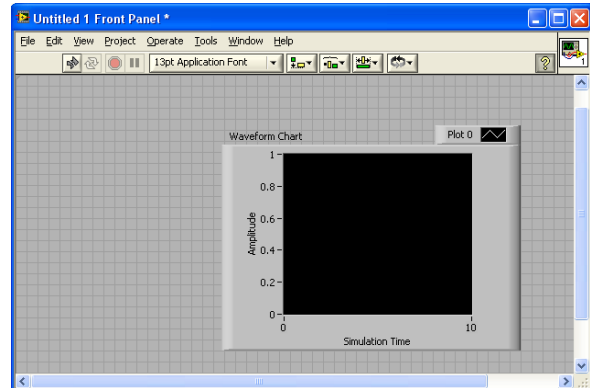 Untitled 1 Front Panel *
File Edit View Project Operate Tools Window Help
13pt Application Font
?
1
Waveform Chart
Plot 0
1
0.8
0.6
0.4
0.2
0
Amplitude
0 10
Simulation Time